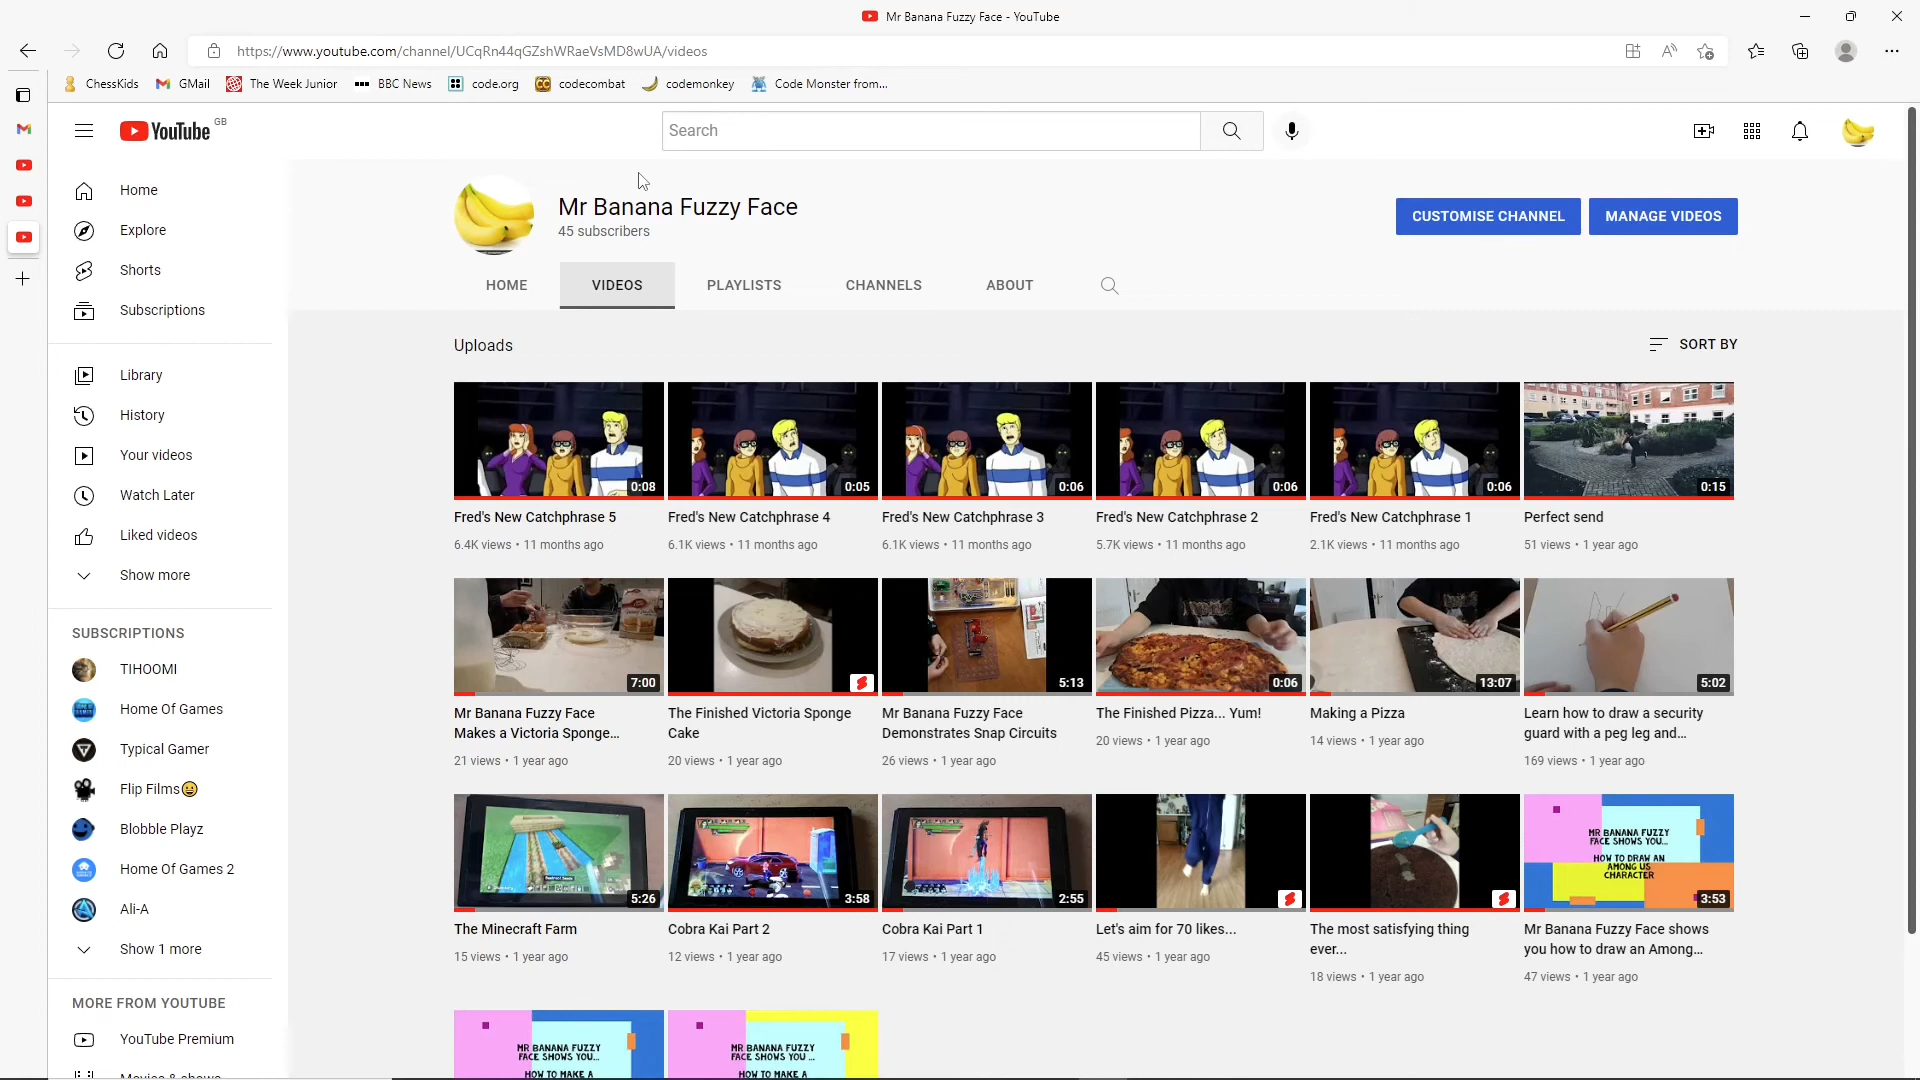 Mr Banana Fuzzy Face - YouTube
https://www.youtube.com/channel/UCqRn44qGZshWRaeVsMD8wUA/videos
ChessKids GMail The Week Junior BBC News code.org codecombat codemonkey Code Monster from...
YouTube GB
Search
Home
Explore
Shorts
Subscriptions
Library
History
Your videos
Watch Later
Liked videos
Show more
SUBSCRIPTIONS
TIHOOMI
Home Of Games
Typical Gamer
Flip Films😀
Blobble Playz
Home Of Games 2
Ali-A
Show 1 more
MORE FROM YOUTUBE
YouTube Premium
Mr Banana Fuzzy Face
45 subscribers
CUSTOMISE CHANNEL MANAGE VIDEOS
HOME VIDEOS PLAYLISTS CHANNELS ABOUT
Uploads
SORT BY
0:08 0:05 0:06 0:06 0:06 0:15
Fred's New Catchphrase 5 Fred's New Catchphrase 4 Fred's New Catchphrase 3 Fred's New Catchphrase 2 Fred's New Catchphrase 1 Perfect send
6.4K views • 11 months ago 6.1K views • 11 months ago 6.1K views • 11 months ago 5.7K views • 11 months ago 2.1K views • 11 months ago 51 views • 1 year ago
7:00 5:13 0:06 13:07 5:02
Mr Banana Fuzzy Face
Makes a Victoria Sponge...
21 views • 1 year ago
The Finished Victoria Sponge
Cake
20 views • 1 year ago
Mr Banana Fuzzy Face
Demonstrates Snap Circuits
26 views • 1 year ago
The Finished Pizza... Yum!
20 views • 1 year ago
Making a Pizza
14 views • 1 year ago
Learn how to draw a security
guard with a peg leg and...
169 views • 1 year ago
5:26 3:58 2:55
MR BANANA FUZZY
FACE SHOWS YOU...
HOW TO DRAW AN
AMONG US
CHARACTER
3:53
The Minecraft Farm
15 views • 1 year ago
Cobra Kai Part 2
12 views • 1 year ago
Cobra Kai Part 1
17 views • 1 year ago
Let's aim for 70 likes...
45 views • 1 year ago
The most satisfying thing
ever...
18 views • 1 year ago
Mr Banana Fuzzy Face shows
you how to draw an Among...
47 views • 1 year ago
MR BANANA FUZZY
FACE SHOWS YOU...
HOW TO MAKE A
MR BANANA FUZZY
FACE SHOWS YOU ...
HOW TO MAKE A